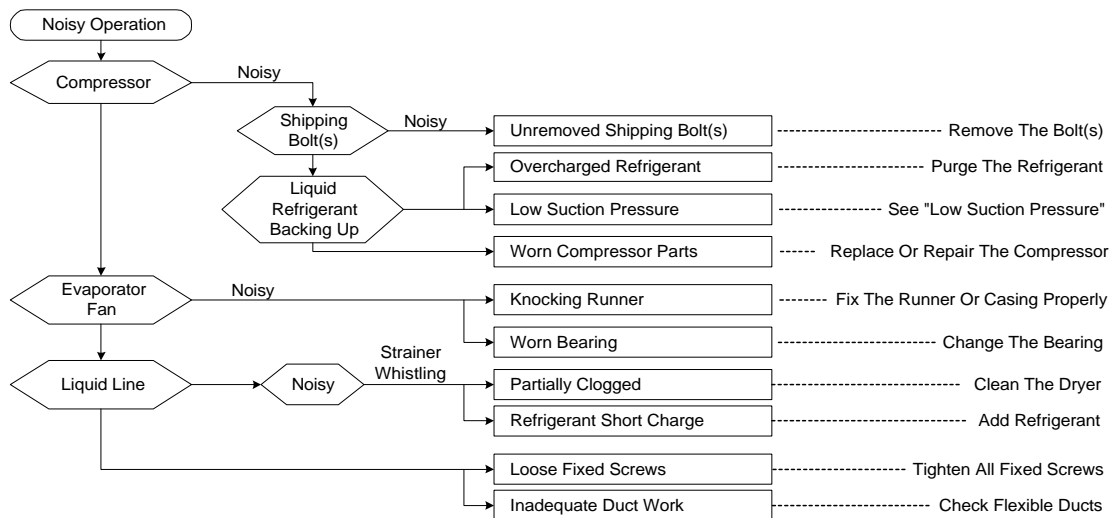 Noisy Operation
Compressor
Noisy
Shipping
Bolt(s)
Noisy
Unremoved Shipping Bolt(s)
Remove The Bolt(s)
Overcharged Refrigerant
Purge The Refrigerant
Liquid
Refrigerant
Backing Up
Low Suction Pressure
See "Low Suction Pressure"
Worn Compressor Parts
Replace Or Repair The Compressor
Evaporator
Fan
Noisy
Knocking Runner
Fix The Runner Or Casing Properly
Worn Bearing
Change The Bearing
Liquid Line
Noisy
Strainer
Whistling
Partially Clogged
Clean The Dryer
Refrigerant Short Charge
Add Refrigerant
Loose Fixed Screws
Tighten All Fixed Screws
Inadequate Duct Work
Check Flexible Ducts